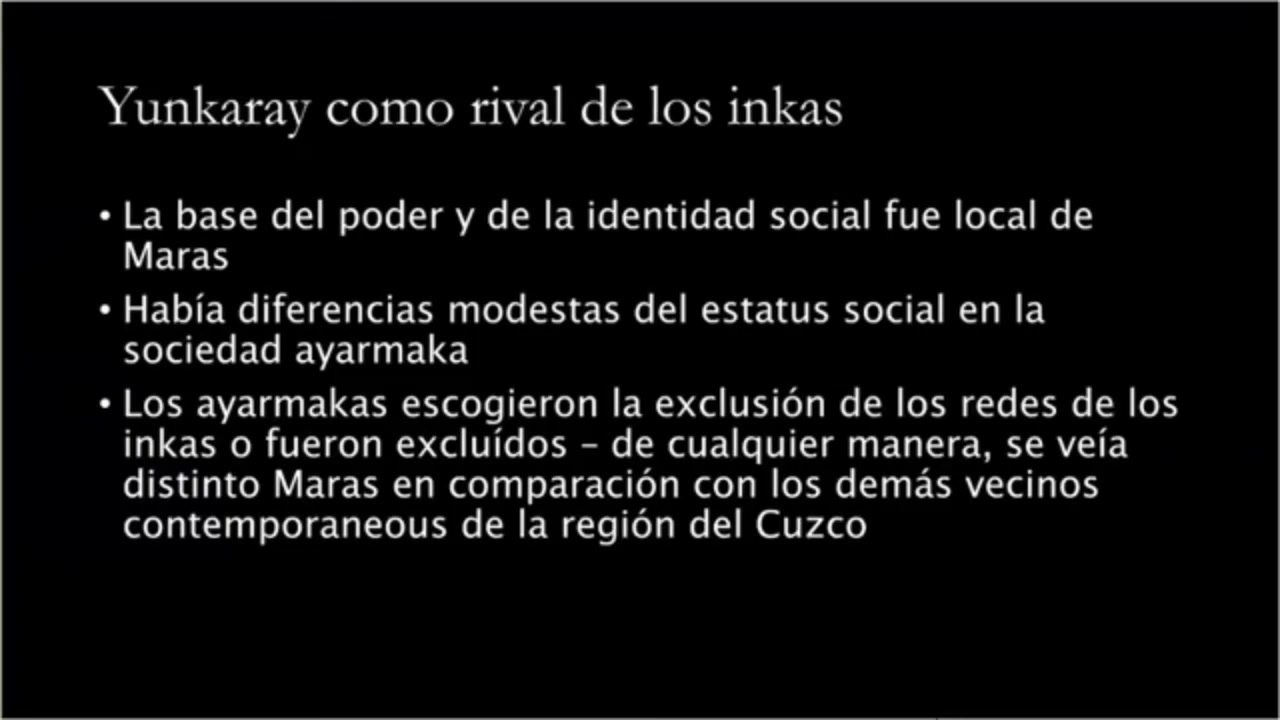 Yunkaray como rival de los inkas
• La base del poder y de la identidad social fue local de
Maras
• Había diferencias modestas del estatus social en la
sociedad ayarmaka
• Los ayarmakas escogieron la exclusión de los redes de los
inkas o fueron excluídos – de cualquier manera, se veía
distinto Maras en comparación con los demás vecinos
contemporaneous de la región del Cuzco